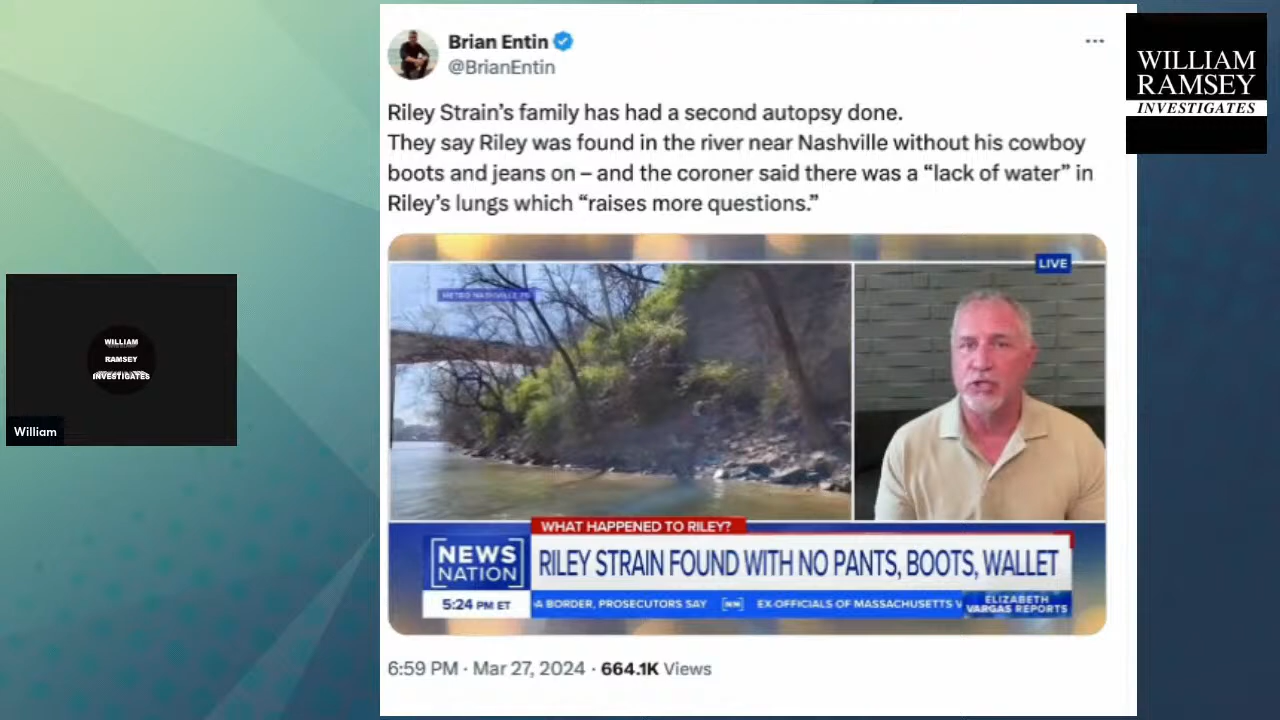 Brian Entin
@BrianEntin
Riley Strain's family has had a second autopsy done.
They say Riley was found in the river near Nashville without his cowboy
boots and jeans on – and the coroner said there was a “lack of water” in
Riley's lungs which “raises more questions.”
LIVE
METRO NASHVILLE
WHAT HAPPENED TO RILEY?
NEWS
NATION
RILEY STRAIN FOUND WITH NO PANTS, BOOTS, WALLET
5:24 PM ET
A BORDER, PROSECUTORS SAY
EX-OFFICIALS OF MASSACHUSETTS V
ELIZABETH
VARGAS REPORTS
6:59 PM · Mar 27, 2024 · 664.1K Views
WILLIAM
RAMSEY
INVESTIGATES
WILLIAM
RAMSEY
INVESTIGATES
William